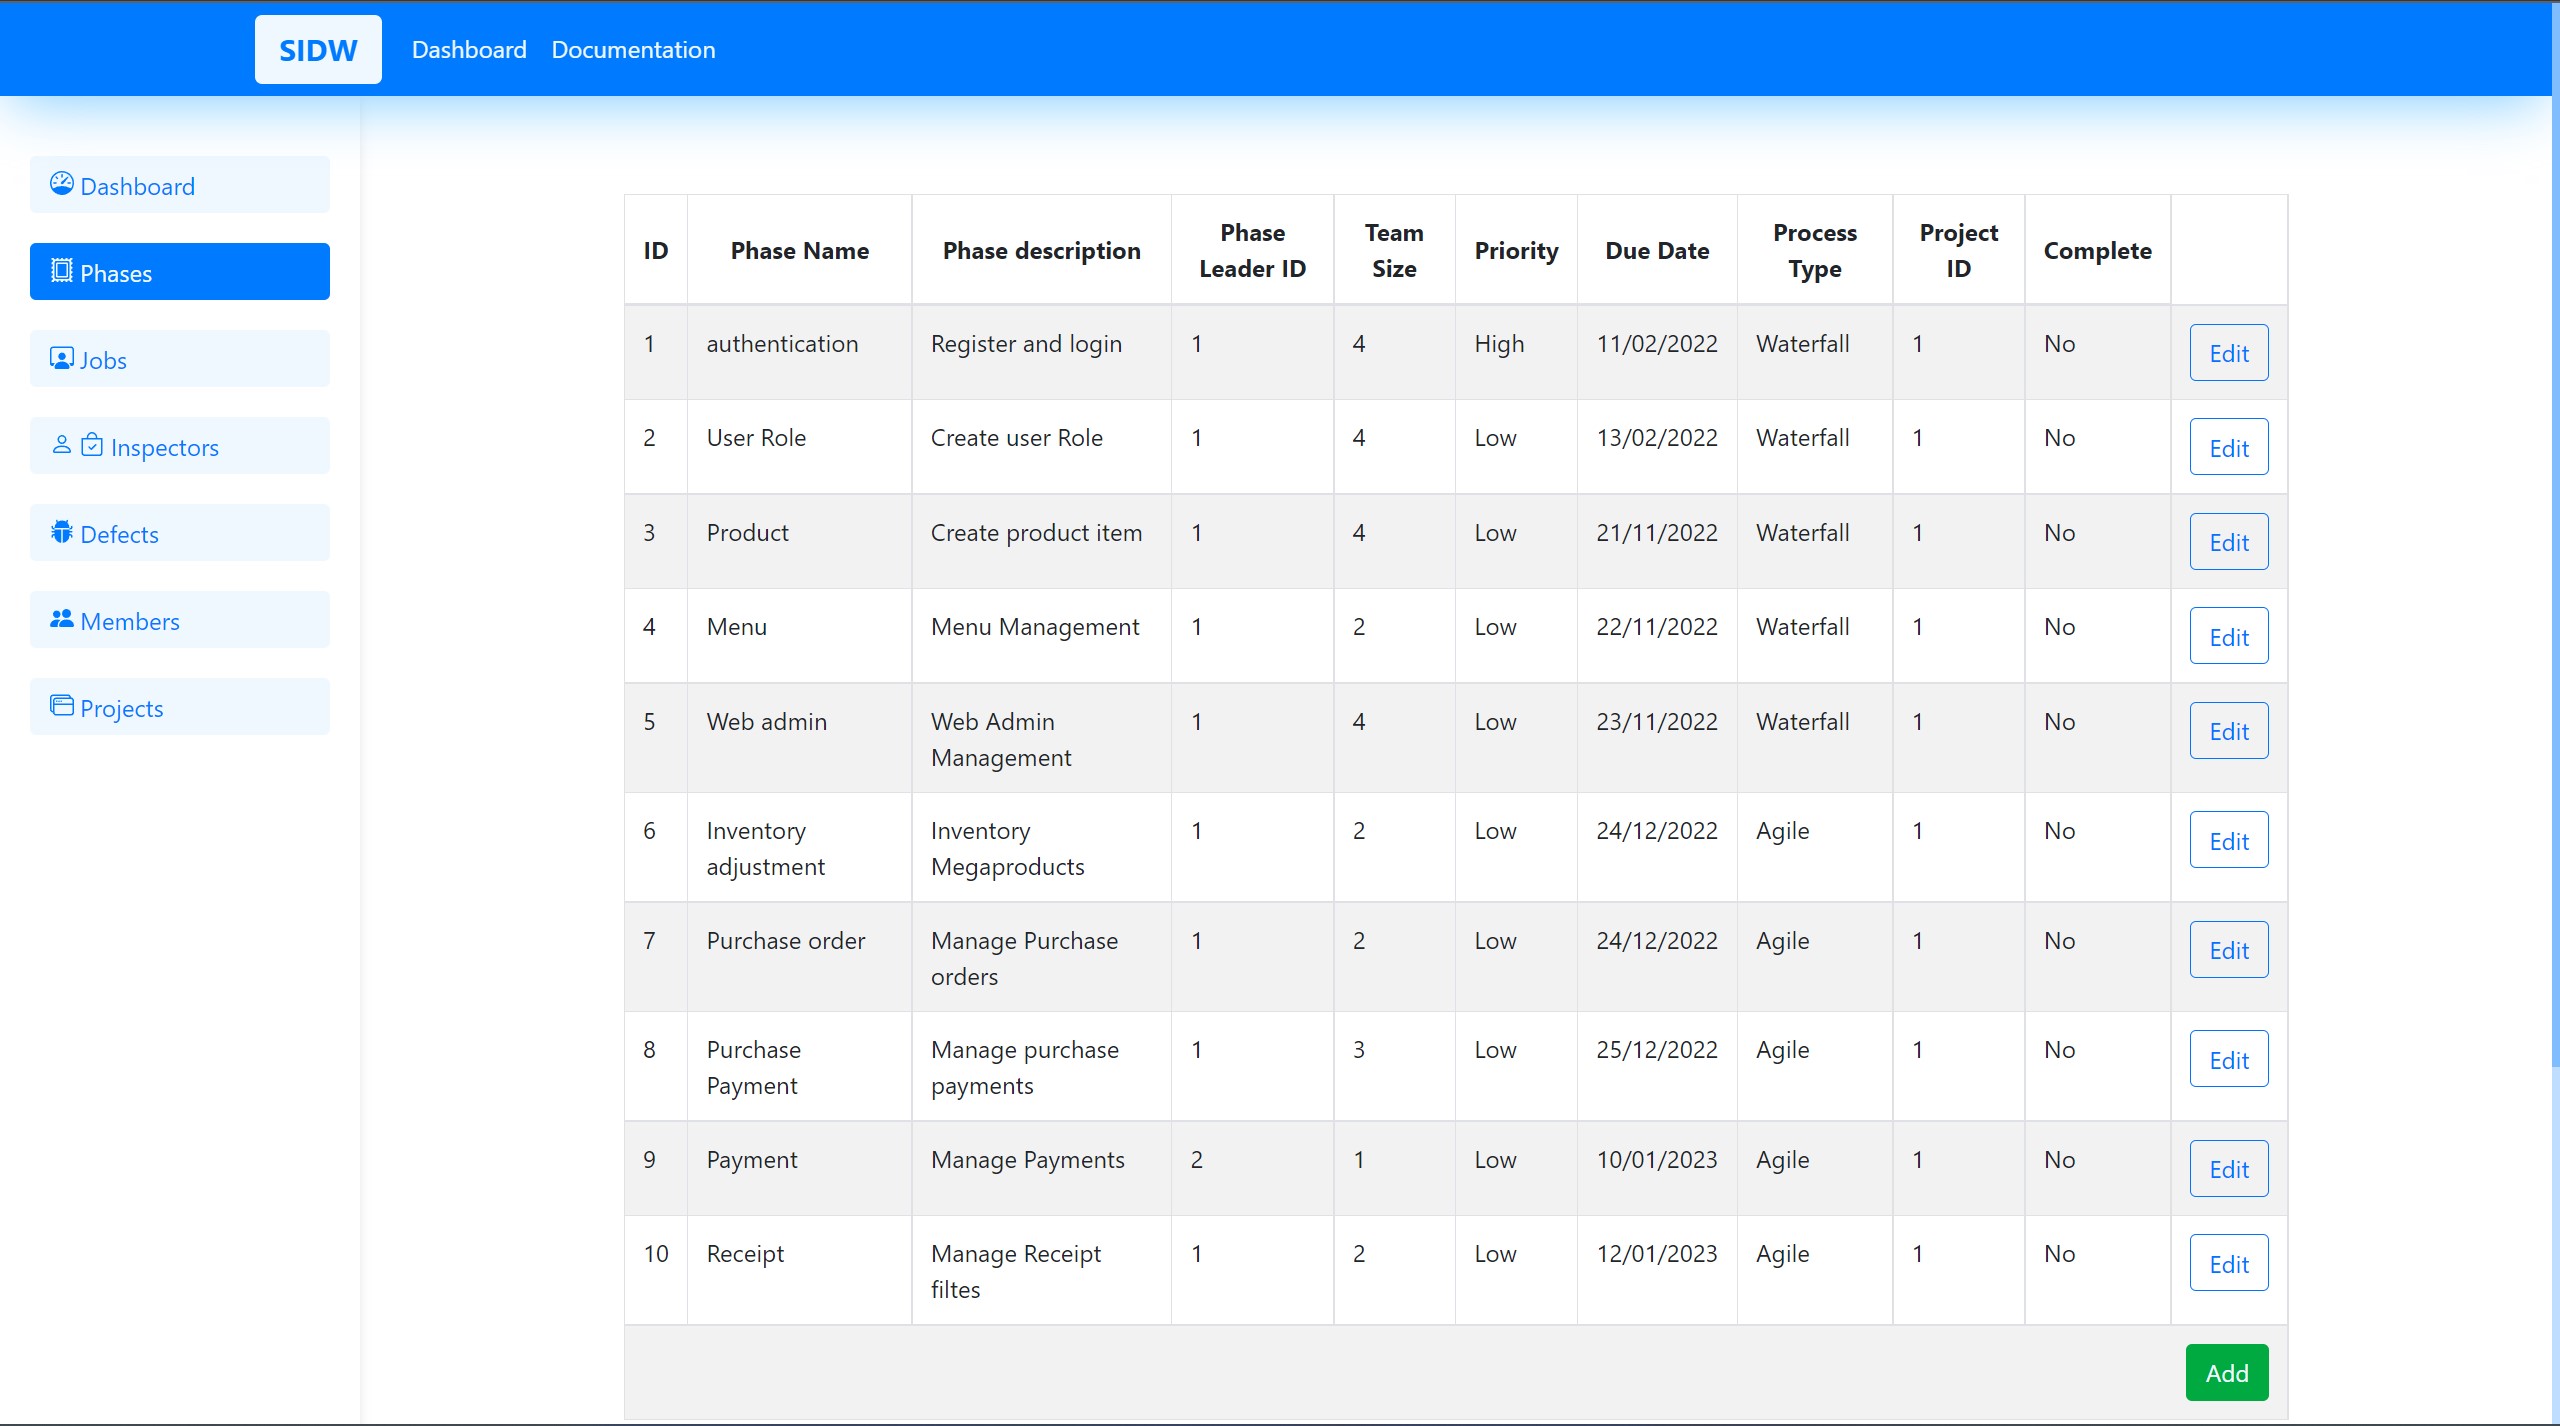 SIDW Dashboard Documentation
Dashboard
Phases
Jobs
Inspectors
Defects
Members
Projects
ID Phase Name Phase description Phase Leader ID Team Size Priority Due Date Process Type Project ID Complete
1 authentication Register and login 1 4 High 11/02/2022 Waterfall 1 No Edit
2 User Role Create user Role 1 4 Low 13/02/2022 Waterfall 1 No Edit
3 Product Create product item 1 4 Low 21/11/2022 Waterfall 1 No Edit
4 Menu Menu Management 1 2 Low 22/11/2022 Waterfall 1 No Edit
5 Web admin Web Admin Management 1 4 Low 23/11/2022 Waterfall 1 No Edit
6 Inventory adjustment Inventory Megaproducts 1 2 Low 24/12/2022 Agile 1 No Edit
7 Purchase order Manage Purchase orders 1 2 Low 24/12/2022 Agile 1 No Edit
8 Purchase Payment Manage purchase payments 1 3 Low 25/12/2022 Agile 1 No Edit
9 Payment Manage Payments 2 1 Low 10/01/2023 Agile 1 No Edit
10 Receipt Manage Receipt filtes 1 2 Low 12/01/2023 Agile 1 No Edit
Add